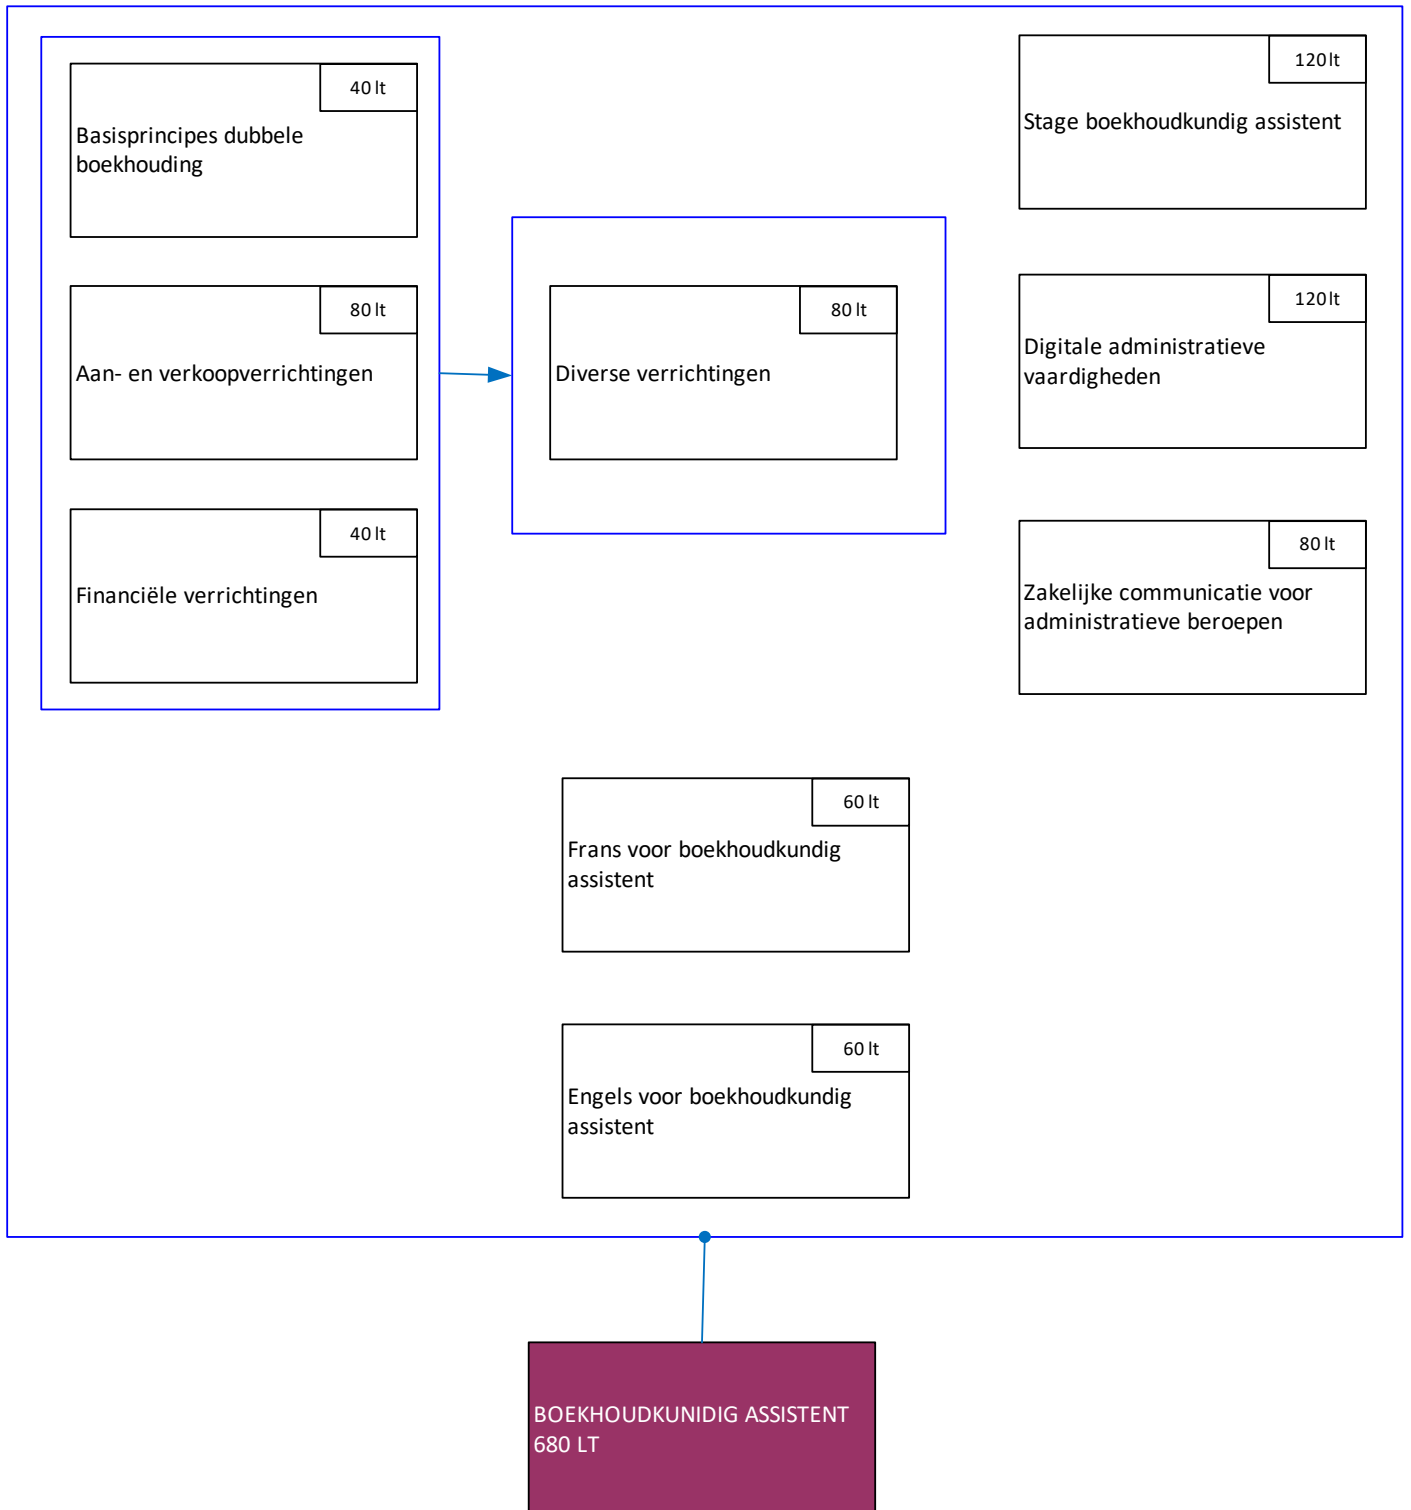 40 lt
Basisprincipes dubbele
boekhouding
80 lt
Aan- en verkoopverrichtingen
40 lt
Financiële verrichtingen
80 lt
Diverse verrichtingen
120 lt
Stage boekhoudkundig assistent
120 lt
Digitale administratieve
vaardigheden
80 lt
Zakelijke communicatie voor
administratieve beroepen
60 lt
Frans voor boekhoudkundig
assistent
60 lt
Engels voor boekhoudkundig
assistent
BOEKHOUDKUNIDIG ASSISTENT
680 LT